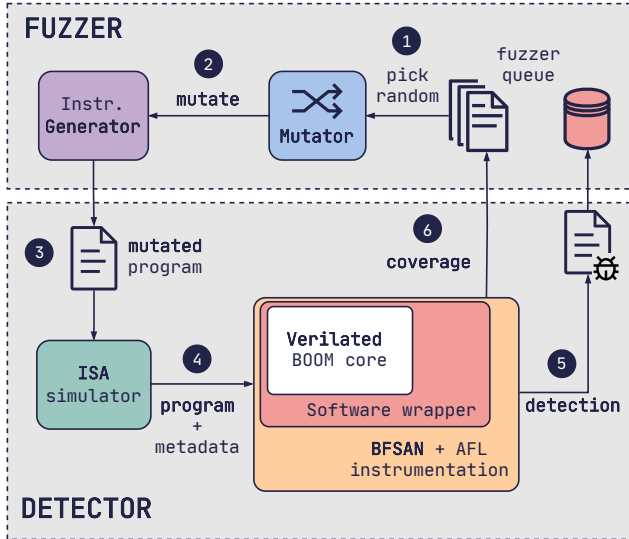 FUZZER
1
pick
random
fuzzer
queue
2
mutate
Instr.
Generator
Mutator
3
mutated
program
6
coverage
ISA
simulator
4
program
+
metadata
Verilated
BOOM core
Software wrapper
BFSAN + AFL
instrumentation
5
detection
DETECTOR